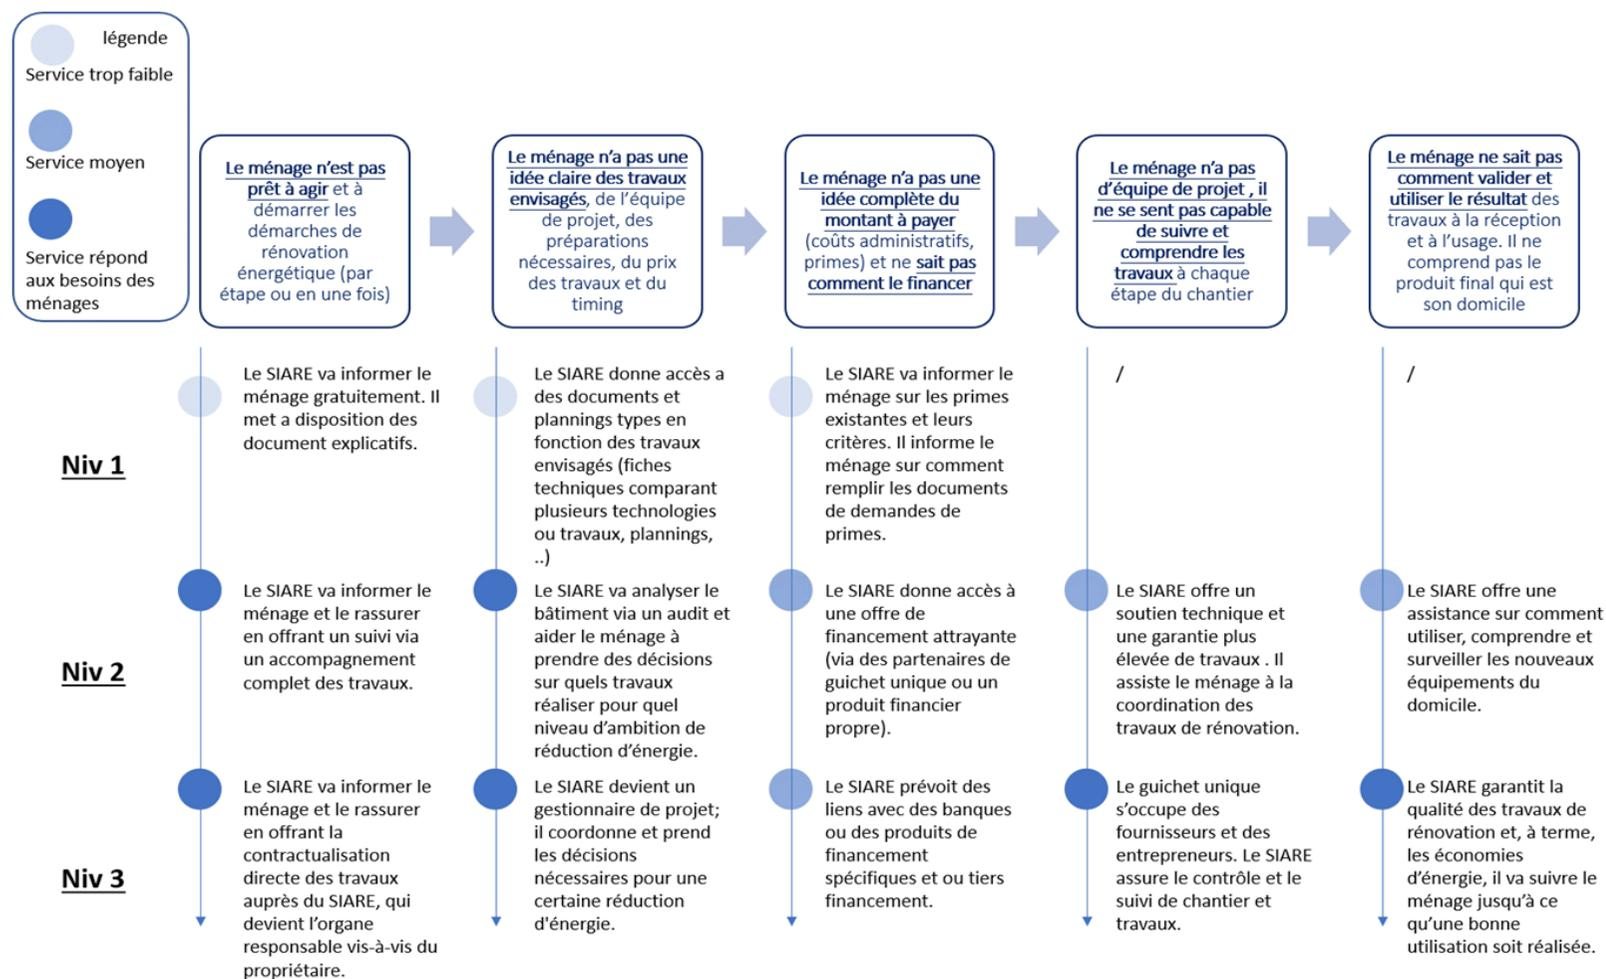 légende
Service trop faible
Service moyen
Service répond
aux besoins des
ménages
Le ménage n'est pas
prêt à agir et à
démarrer les
démarches de
rénovation
énergétique (par
étape ou en une fois)
Le ménage n'a pas une
idée claire des travaux
envisagés, de l'équipe
de projet, des
préparations
nécessaires, du prix
des travaux et du
timing
Le ménage n'a pas une
idée complète du
montant à payer
(coûts administratifs,
primes) et ne sait pas
comment le financer
Le ménage n'a pas
d'équipe de projet , il
ne se sent pas capable
de suivre et
comprendre les
travaux à chaque
étape du chantier
Le ménage ne sait pas
comment valider et
utiliser le résultat des
travaux à la réception
et à l'usage. Il ne
comprend pas le
produit final qui est
son domicile
Niv 1
Le SIARE va informer le
ménage gratuitement. Il
met a disposition des
document explicatifs.
Le SIARE donne accès a
des documents et
plannings types en
fonction des travaux
envisagés (fiches
techniques comparant
plusieurs technologies
ou travaux, plannings,
..)
Le SIARE va informer le
ménage sur les primes
existantes et leurs
critères. Il informe le
ménage sur comment
remplir les documents
de demandes de
primes.
/
/
Niv 2
Le SIARE va informer le
ménage et le rassurer
en offrant un suivi via
un accompagnement
complet des travaux.
Le SIARE va analyser le
bâtiment via un audit et
aider le ménage à
prendre des décisions
sur quels travaux
réaliser pour quel
niveau d'ambition de
réduction d'énergie.
Le SIARE donne accès à
une offre de
financement attrayante
(via des partenaires de
guichet unique ou un
produit financier
propre).
Le SIARE offre un
soutien technique et
une garantie plus
élevée de travaux . Il
assiste le ménage à la
coordination des
travaux de rénovation.
Le SIARE offre une
assistance sur comment
utiliser, comprendre et
surveiller les nouveaux
équipements du
domicile.
Niv 3
Le SIARE va informer le
ménage et le rassurer
en offrant la
contractualisation
directe des travaux
auprès du SIARE, qui
devient l'organe
responsable vis-à-vis du
propriétaire.
Le SIARE devient un
gestionnaire de projet;
il coordonne et prend
les décisions
nécessaires pour une
certaine réduction
d'énergie.
Le SIARE prévoit des
liens avec des banques
ou des produits de
financement
spécifiques et ou tiers
financement.
Le guichet unique
s'occupe des
fournisseurs et des
entrepreneurs. Le SIARE
assure le contrôle et le
suivi de chantier et
travaux.
Le SIARE garantit la
qualité des travaux de
rénovation et, à terme,
les économies
d'énergie, il va suivre le
ménage jusqu'à ce
qu'une bonne
utilisation soit réalisée.